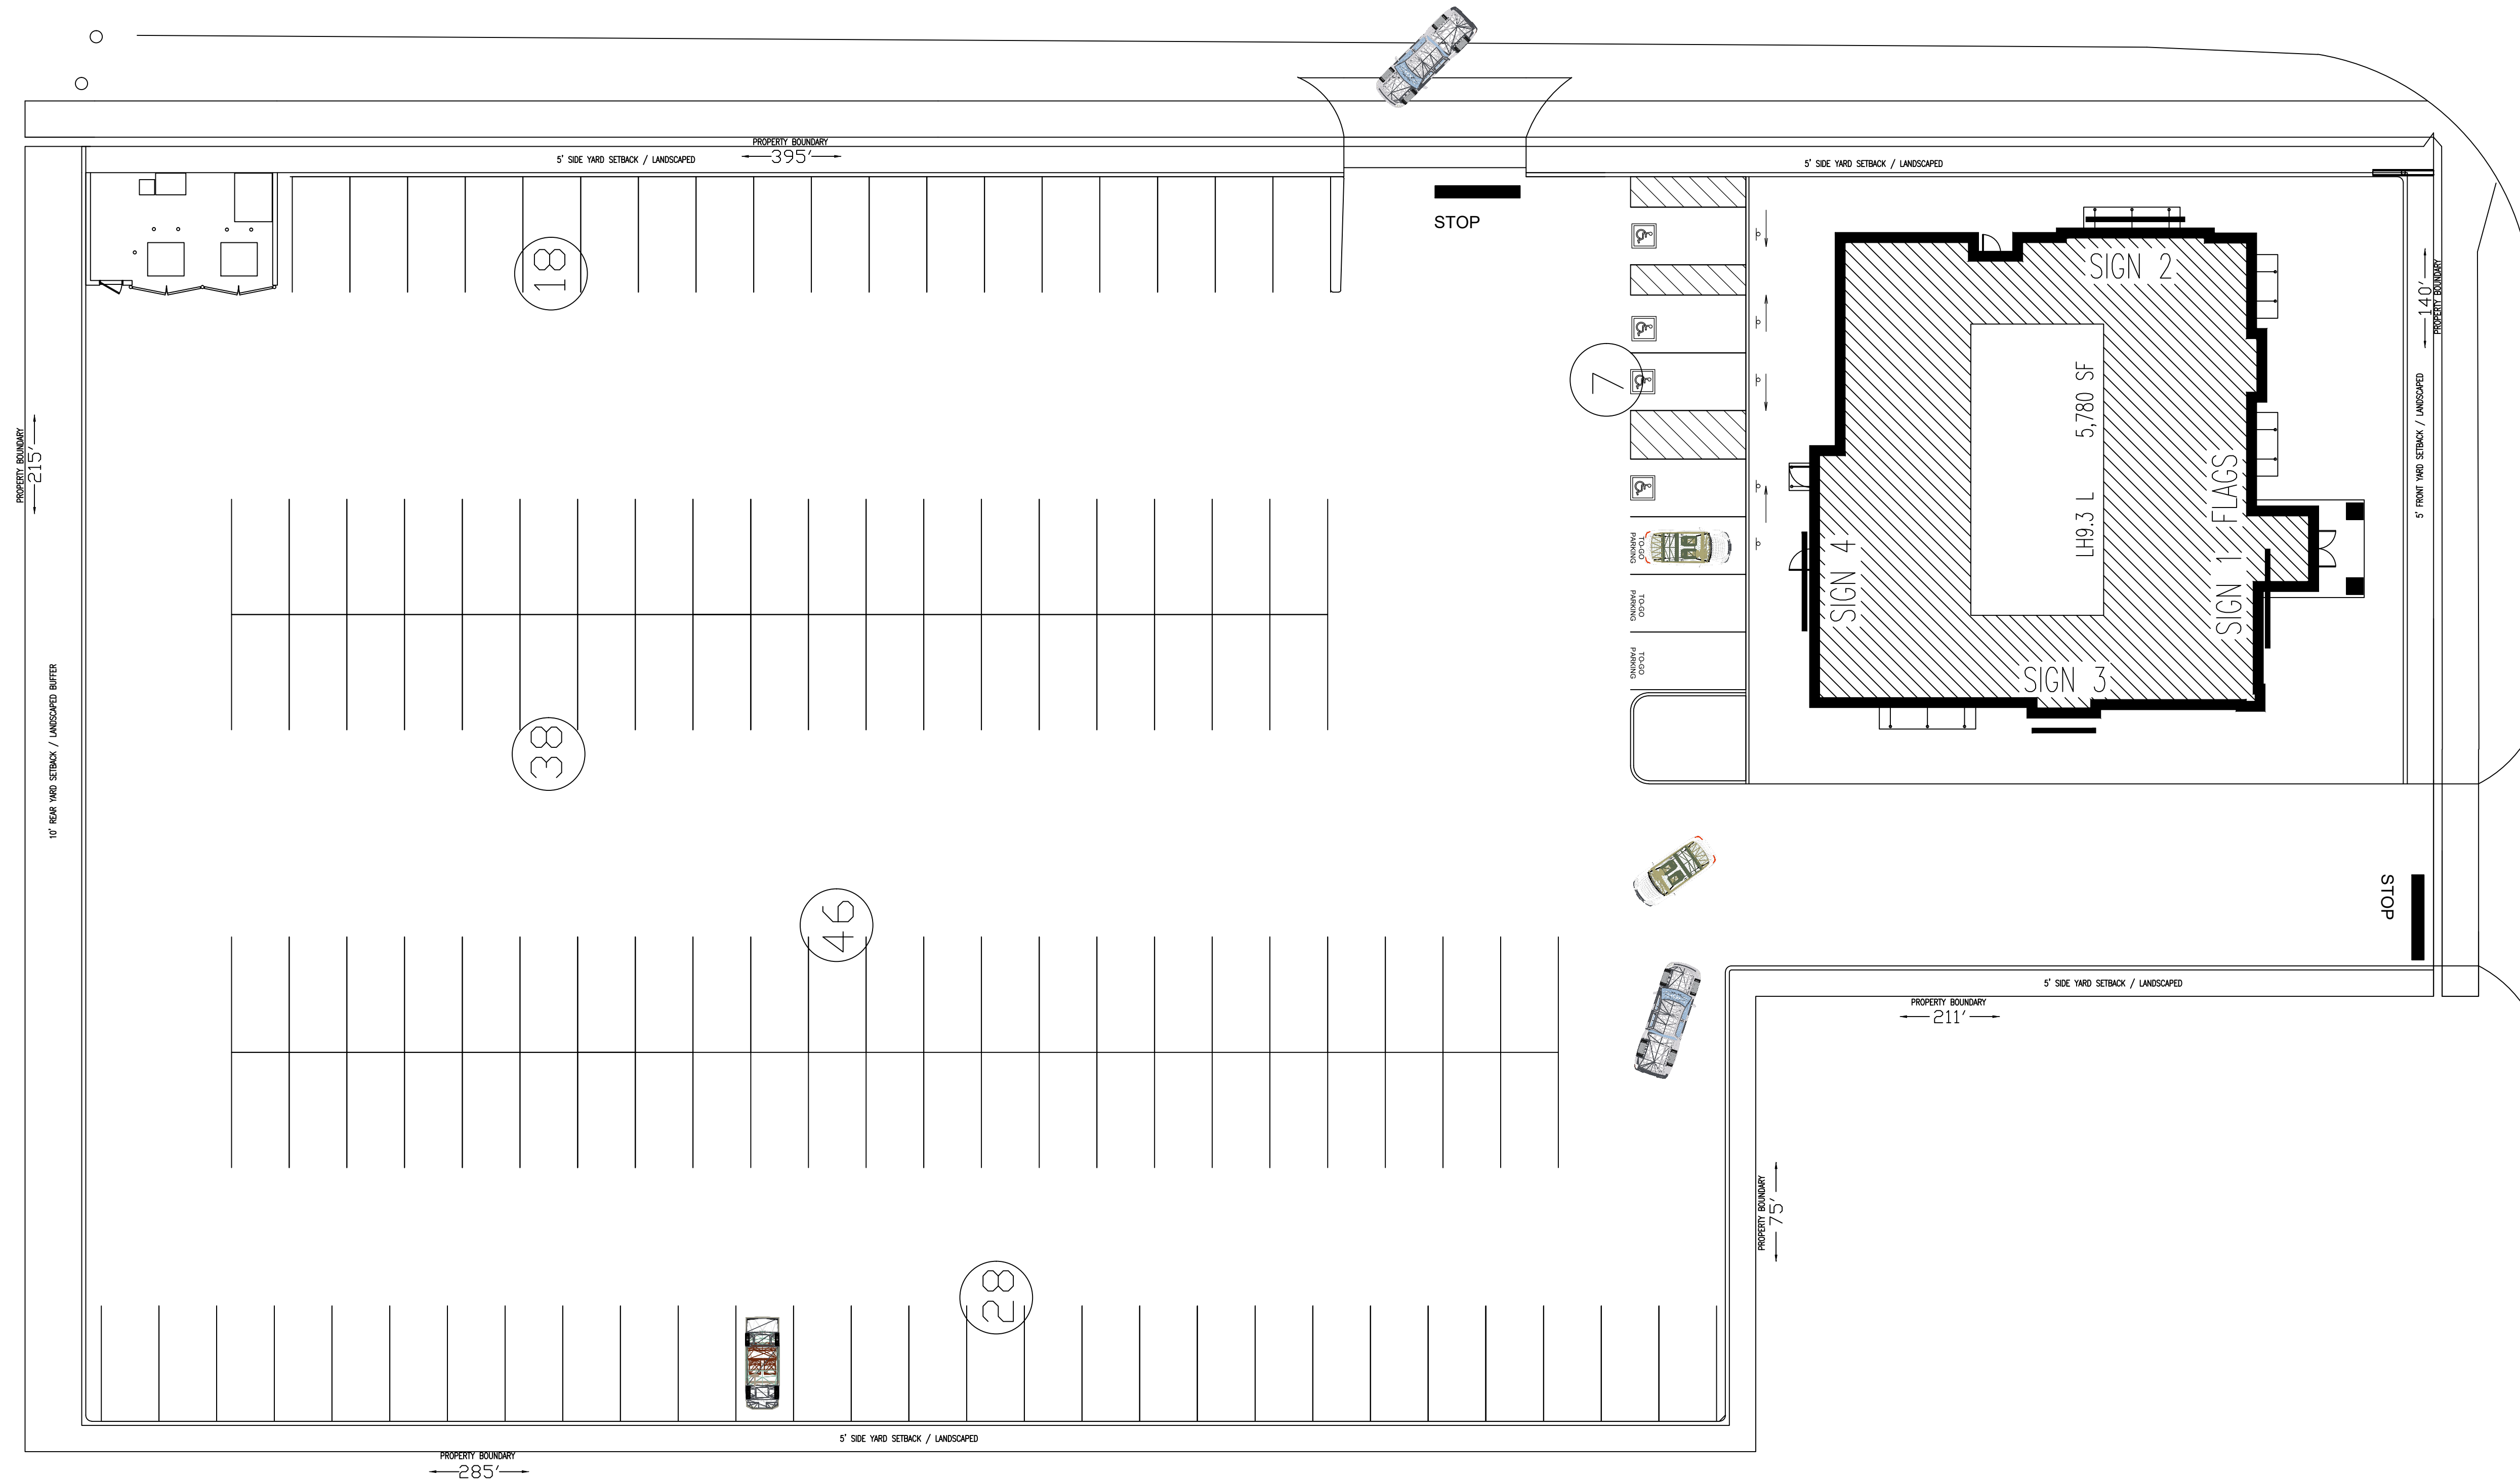 PROPERTY BOUNDARY
395'
5' SIDE YARD SETBACK / LANDSCAPED
5' SIDE YARD SETBACK / LANDSCAPED
STOP
18
7
SIGN 2
140'
PROPERTY BOUNDARY
5' FRONT YARD SETBACK / LANDSCAPED
PROPERTY BOUNDARY
215'
LH9.3 L 5,780 SF
FLAGS
SIGN 1
SIGN 4
SIGN 3
TO-GO
PARKING
TO-GO
PARKING
TO-GO
PARKING
10' REAR YARD SETBACK / LANDSCAPED BUFFER
38
46
STOP
5' SIDE YARD SETBACK / LANDSCAPED
PROPERTY BOUNDARY
211'
PROPERTY BOUNDARY
75'
28
5' SIDE YARD SETBACK / LANDSCAPED
PROPERTY BOUNDARY
285'